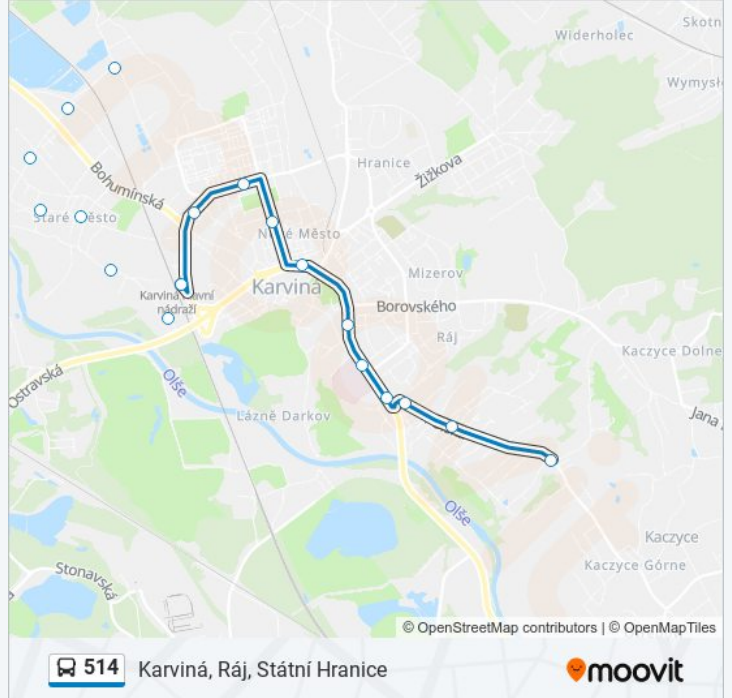 Skotn
Widerholec
Wymysł
Hranice
Žižkova
Bohumínská
Staré Město
Nové Město
Mizerov
Karviná hlavní
nádraží
Karviná
Borovského
Ráj
Kaczyce Dolne
Ostravská
Olše
Lázně Darkov
Jana
Olše
Kaczyce
Kaczyce Górne
Stonavská
© OpenStreetMap contributors | © OpenMapTiles
514 Karviná, Ráj, Státní Hranice
moovit